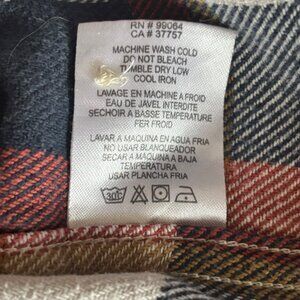 RN # 99064
CA # 37757
MACHINE WASH COLD
DO NOT BLEACH
TUMBLE DRY LOW
COOL IRON
LAVAGE EN MACHINE A FROID
EAU DE JAVEL INTERDITE
SECHOIR A BASSE TEMPERATURE
FER FROID
LAVAR A MAQUINA EN AGUA FRIA
NO USAR BLANQUEADOR
SECAR A MAQUINA A BAJA
TEMPERATURA
USAR PLANCHA FRIA
30°